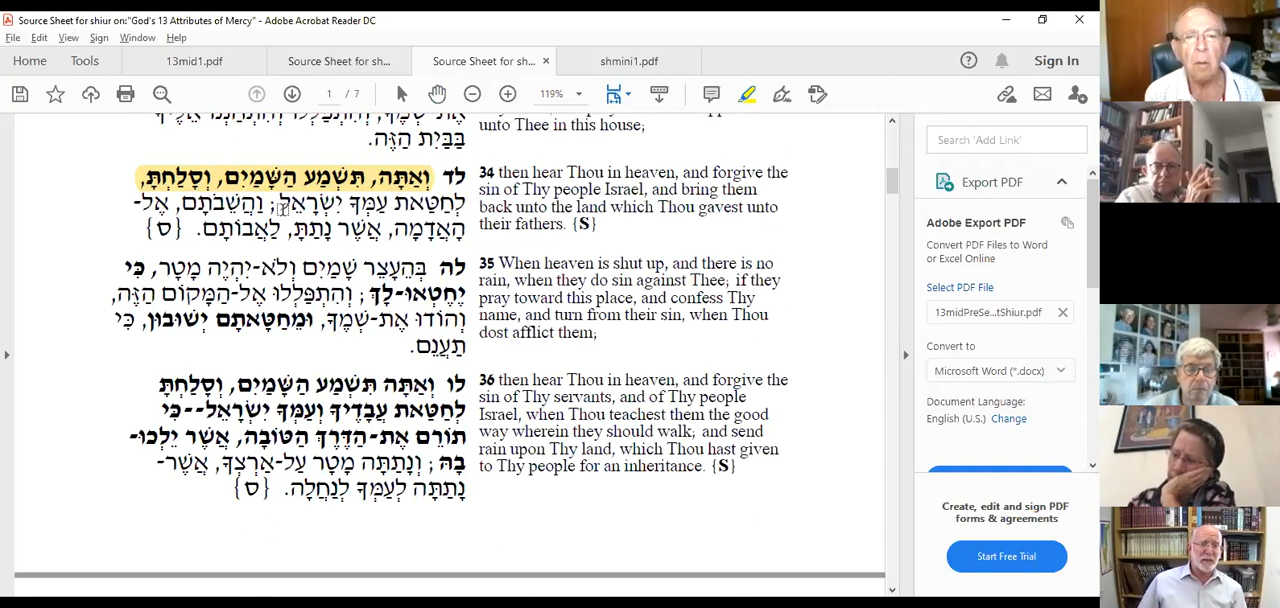 Source Sheet for shiur on:"God's 13 Attributes of Mercy" - Adobe Acrobat Reader DC
File Edit View Sign Window Help
Home Tools 13mid1.pdf Source Sheet for sh... Source Sheet for sh... × shmini1.pdf Sign In
1 / 7 119%
unto Thee in this house;
בַּבַּיִת הַזֶּה.
לד וְאַתָּה, תִּשְׁמַע הַשָּׁמַיִם, וְסָלַחְתָּ,
לְחַטַּאת עַמְּךָ יִשְׂרָאֵל; וַהֲשֵׁבֹתָם, אֶל-
הָאֲדָמָה, אֲשֶׁר נָתַתָּ, לַאֲבוֹתָם. {ס}
34 then hear Thou in heaven, and forgive the
sin of Thy people Israel, and bring them
back unto the land which Thou gavest unto
their fathers. {S}
לה בְּהֵעָצֵר שָׁמַיִם וְלֹא-יִהְיֶה מָטָר, כִּי
יֶחֶטְאוּ-לָךְ; וְהִתְפַּלְלוּ אֶל-הַמָּקוֹם הַזֶּה,
וְהוֹדוּ אֶת-שְׁמֶךָ, וּמֵחַטָּאתָם יְשׁוּבוּן, כִּי
תַעֲנֵם.
35 When heaven is shut up, and there is no
rain, when they do sin against Thee; if they
pray toward this place, and confess Thy
name, and turn from their sin, when Thou
dost afflict them;
לו וְאַתָּה תִּשְׁמַע הַשָּׁמַיִם, וְסָלַחְתָּ
לְחַטַּאת עֲבָדֶיךָ וְעַמְּךָ יִשְׂרָאֵל--כִּי
תוֹרֵם אֶת-הַדֶּרֶךְ הַטּוֹבָה, אֲשֶׁר יֵלְכוּ-
בָהּ; וְנָתַתָּה מָטָר עַל-אַרְצְךָ, אֲשֶׁר-
נָתַתָּה לְעַמְּךָ לְנַחֲלָה. {ס}
36 then hear Thou in heaven, and forgive the
sin of Thy servants, and of Thy people
Israel, when Thou teachest them the good
way wherein they should walk; and send
rain upon Thy land, which Thou hast given
to Thy people for an inheritance. {S}
Search 'Add Link'
Export PDF
Adobe Export PDF
Convert PDF Files to Word
or Excel Online
Select PDF File
13midPreSe...tShiur.pdf
Convert to
Microsoft Word (*.docx)
Document Language:
English (U.S.) Change
Create, edit and sign PDF
forms & agreements
Start Free Trial